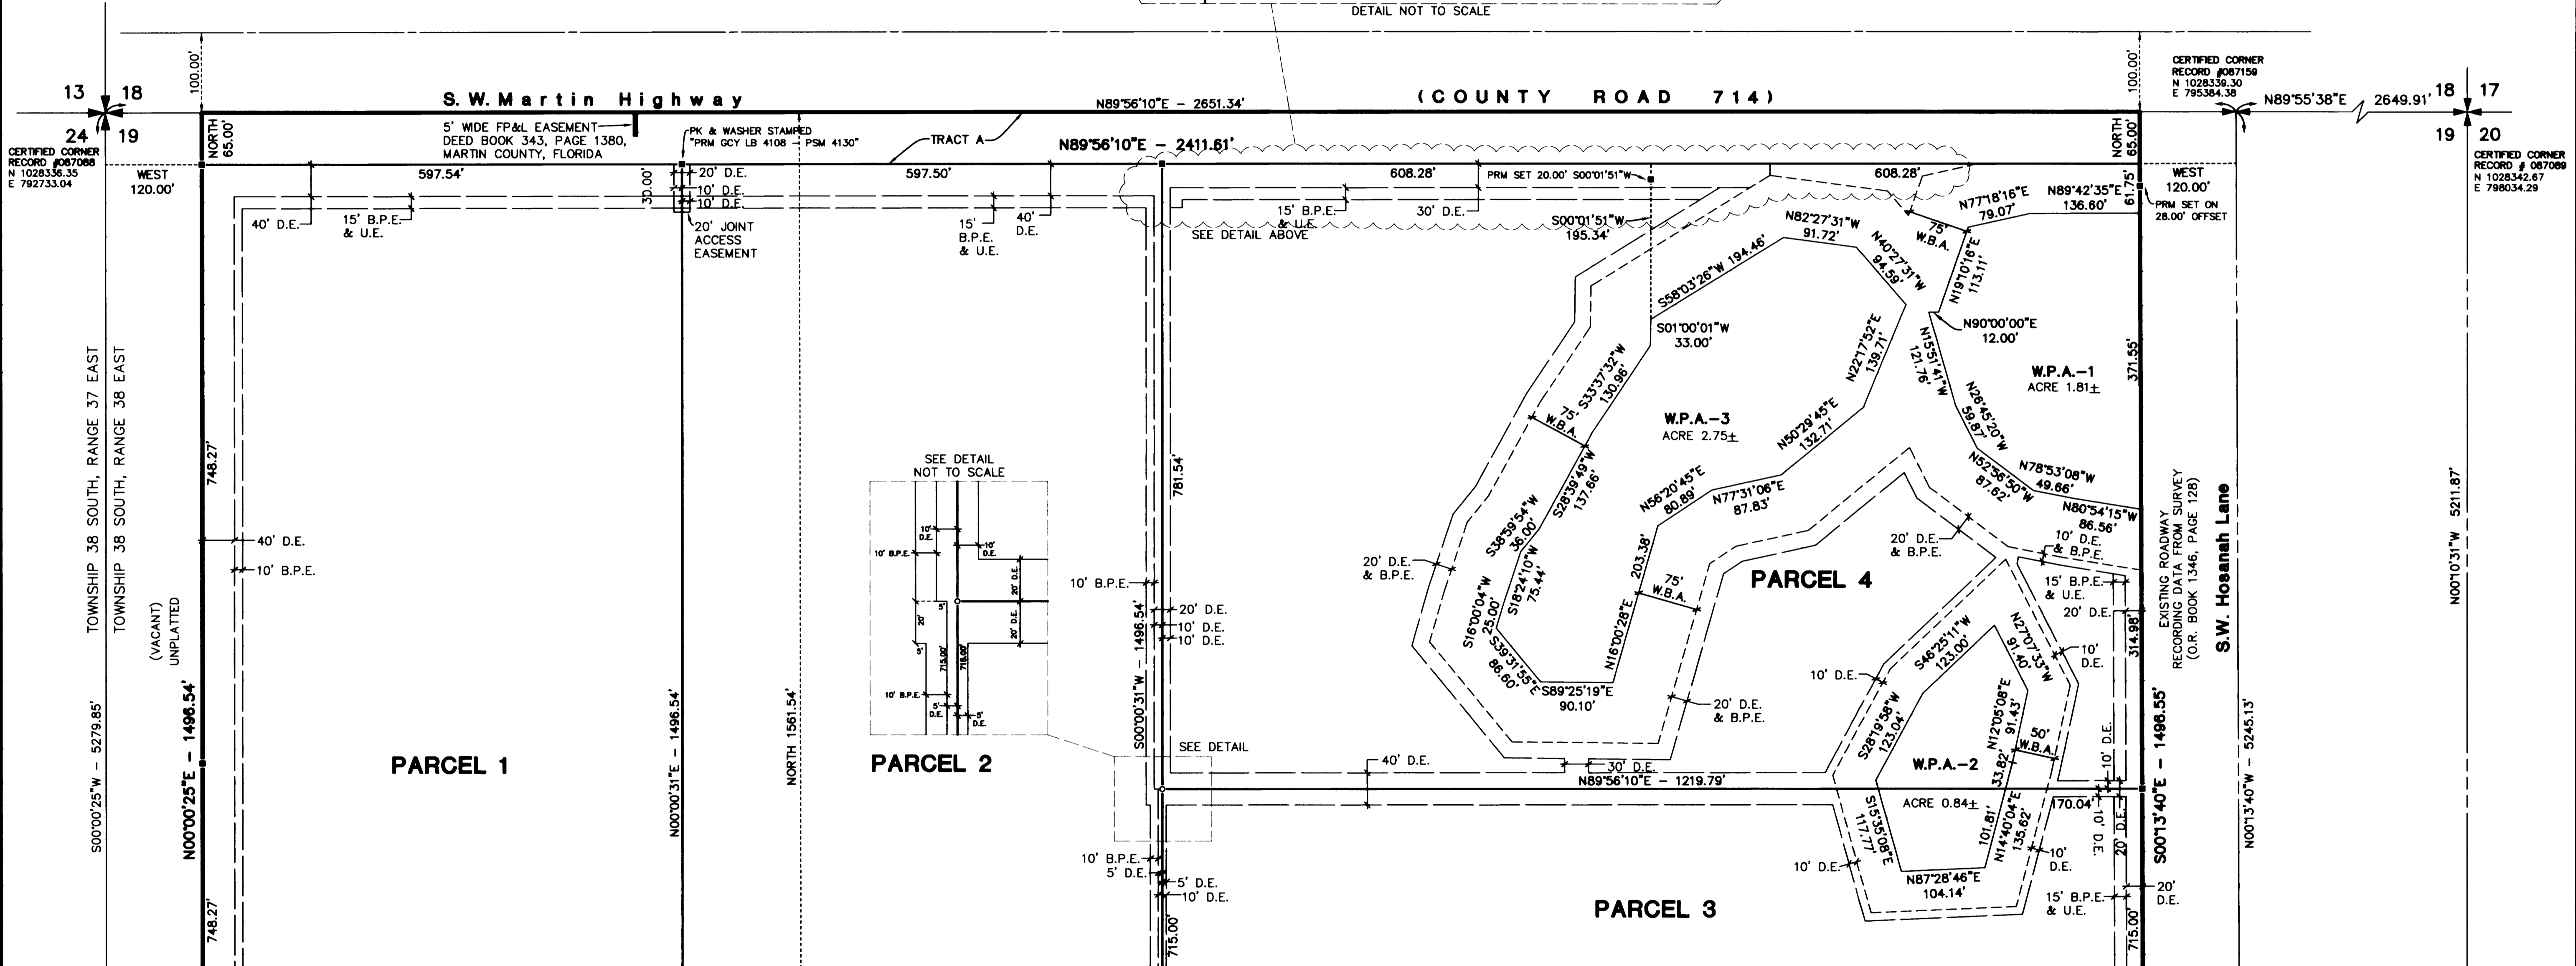 DETAIL NOT TO SCALE
100.00'
100.00'
13
18
24
19
CERTIFIED CORNER
RECORD #087088
N 1028336.35
E 792733.04
WEST
120.00'
NORTH
65.00'
S.W. Martin Highway
N89°56'10"E - 2651.34'
(COUNTY ROAD 714)
5' WIDE FP&L EASEMENT
DEED BOOK 343, PAGE 1380,
MARTIN COUNTY, FLORIDA
PK & WASHER STAMPED
"PRM GCY LB 4108 - PSM 4130"
TRACT A
N89°56'10"E - 2411.61'
CERTIFIED CORNER
RECORD #087159
N 1028339.30
E 795384.38
N89°55'38"E 2649.91'
18
17
19
20
CERTIFIED CORNER
RECORD # 087089
N 1028342.67
E 798034.29
NORTH
65.00'
WEST
120.00'
61.75'
PRM SET ON
28.00' OFFSET
597.54'
597.50'
608.28'
608.28'
PRM SET 20.00' S00°01'51"W
30.00'
20' D.E.
10' D.E.
10' D.E.
20' JOINT
ACCESS
EASEMENT
40' D.E.
15' B.P.E.
& U.E.
15'
B.P.E.
& U.E.
40'
D.E.
15' B.P.E.
& U.E.
30' D.E.
SEE DETAIL ABOVE
S00°01'51"W
195.34'
N82°27'31"W
91.72'
N40°27'31"W
94.59'
75'
W.B.A.
N77°18'16"E
79.07'
N89°42'35"E
136.60'
N19°10'16"E
113.11'
S58°03'26"W 194.46'
S01°00'01"W
33.00'
N22°17'52"E
139.71'
N90°00'00"E
12.00'
N15°51'41"W
121.76'
W.P.A.-1
ACRE 1.81±
371.55'
S33°37'32"W
130.96'
75'
W.B.A.
W.P.A.-3
ACRE 2.75±
N50°29'45"E
132.71'
N26°45'20"W
59.87'
N52°56'50"W
87.62'
N78°53'08"W
49.66'
N80°54'15"W
86.56'
S28°39'49"W
137.66'
N56°20'45"E
80.89'
N77°31'06"E
87.83'
S38°59'54"W
36.00'
S18°24'10"W
75.44'
S16°00'04"W
25.00'
S39°31'55"E
86.60'
S89°25'19"E
90.10'
N16°00'28"E
203.38'
75'
W.B.A.
20' D.E.
& B.P.E.
20' D.E.
& B.P.E.
20' D.E.
& B.P.E.
10' D.E.
& B.P.E.
15' B.P.E.
& U.E.
20' D.E.
PARCEL 4
TOWNSHIP 38 SOUTH, RANGE 37 EAST
TOWNSHIP 38 SOUTH, RANGE 38 EAST
(VACANT)
UNPLATTED
S00°00'25"W - 5279.85'
N00°00'25"E - 1496.54'
748.27'
748.27'
40' D.E.
10' B.P.E.
PARCEL 1
N00°00'31"E - 1496.54'
NORTH 1561.54'
PARCEL 2
SEE DETAIL
NOT TO SCALE
10'
D.E.
10' B.P.E.
10'
D.E.
20' D.E.
20' D.E.
20'
5'
5'
715.00'
715.00'
10' B.P.E.
5'
D.E.
5'
D.E.
781.54'
10' B.P.E.
20' D.E.
10' D.E.
10' D.E.
S00°00'31"W - 1496.54'
SEE DETAIL
40' D.E.
30' D.E.
N89°56'10"E - 1219.79'
10' B.P.E.
5' D.E.
5' D.E.
10' D.E.
715.00'
PARCEL 3
S46°25'11"W
123.00'
N27°07'33"W
91.40'
10'
D.E.
10' D.E.
S28°19'58"W
123.04'
N12°05'08"E
91.43'
50'
W.B.A.
W.P.A.-2
ACRE 0.84±
33.82'
101.81'
N14°40'04"E
135.62'
S15°35'08"E
117.77'
N87°28'46"E
104.14'
10' D.E.
10'
D.E.
170.04'
10' D.E.
10' D.E.
20' D.E.
15' B.P.E.
& U.E.
20'
D.E.
314.98'
715.00'
S00°13'40"E - 1496.55'
EXISTING ROADWAY
RECORDING DATA FROM SURVEY
(O.R. BOOK 1346, PAGE 128)
S.W. Hosanah Lane
N00°13'40"W - 5245.13'
N00°10'31"W 5211.87'